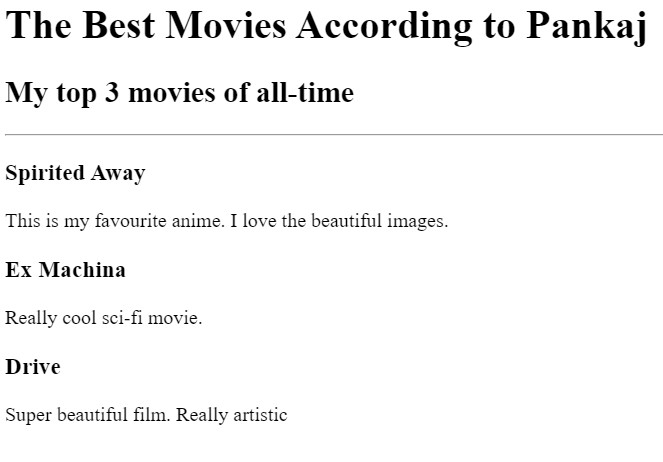 The Best Movies According to Pankaj
My top 3 movies of all-time
Spirited Away
This is my favourite anime. I love the beautiful images.
Ex Machina
Really cool sci-fi movie.
Drive
Super beautiful film. Really artistic